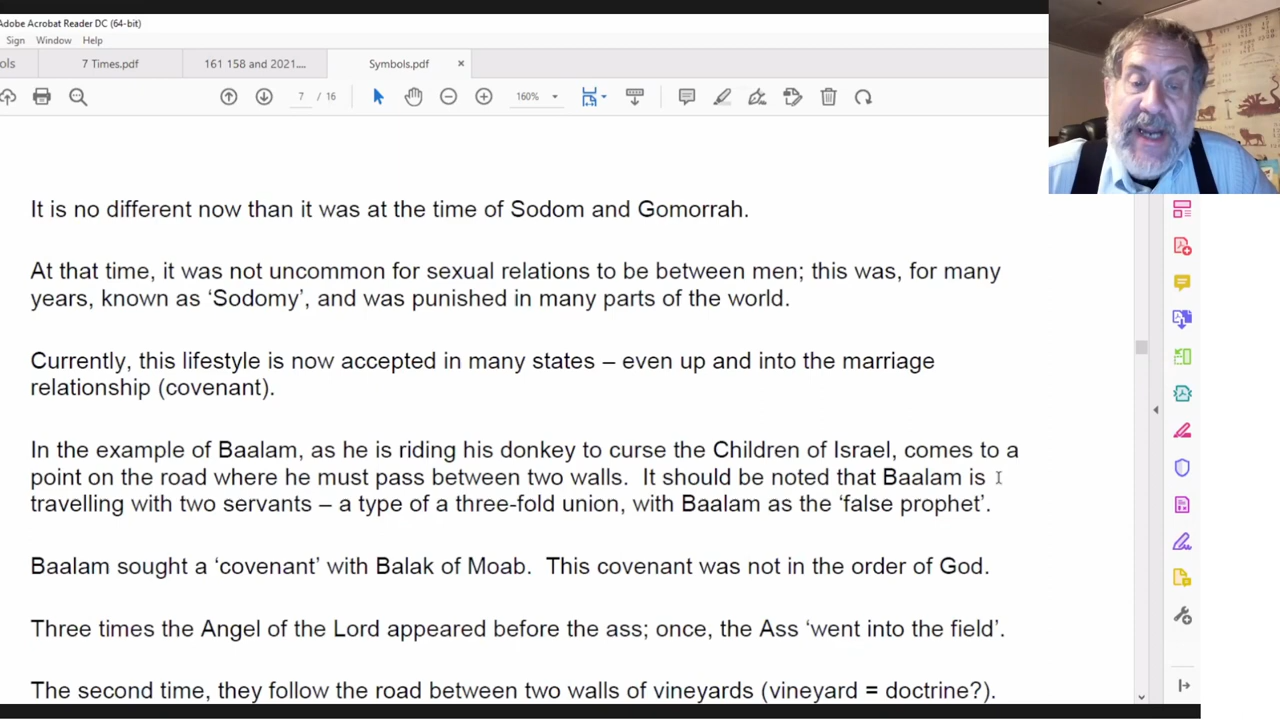 Adobe Acrobat Reader DC (64-bit)
Sign Window Help
ols 7 Times.pdf 161 158 and 2021.... Symbols.pdf ×
7 / 16 160%
It is no different now than it was at the time of Sodom and Gomorrah.
At that time, it was not uncommon for sexual relations to be between men; this was, for many
years, known as ‘Sodomy’, and was punished in many parts of the world.
Currently, this lifestyle is now accepted in many states – even up and into the marriage
relationship (covenant).
In the example of Baalam, as he is riding his donkey to curse the Children of Israel, comes to a
point on the road where he must pass between two walls.  It should be noted that Baalam is
travelling with two servants – a type of a three-fold union, with Baalam as the ‘false prophet’.
Baalam sought a ‘covenant’ with Balak of Moab.  This covenant was not in the order of God.
Three times the Angel of the Lord appeared before the ass; once, the Ass ‘went into the field’.
The second time, they follow the road between two walls of vineyards (vineyard = doctrine?).